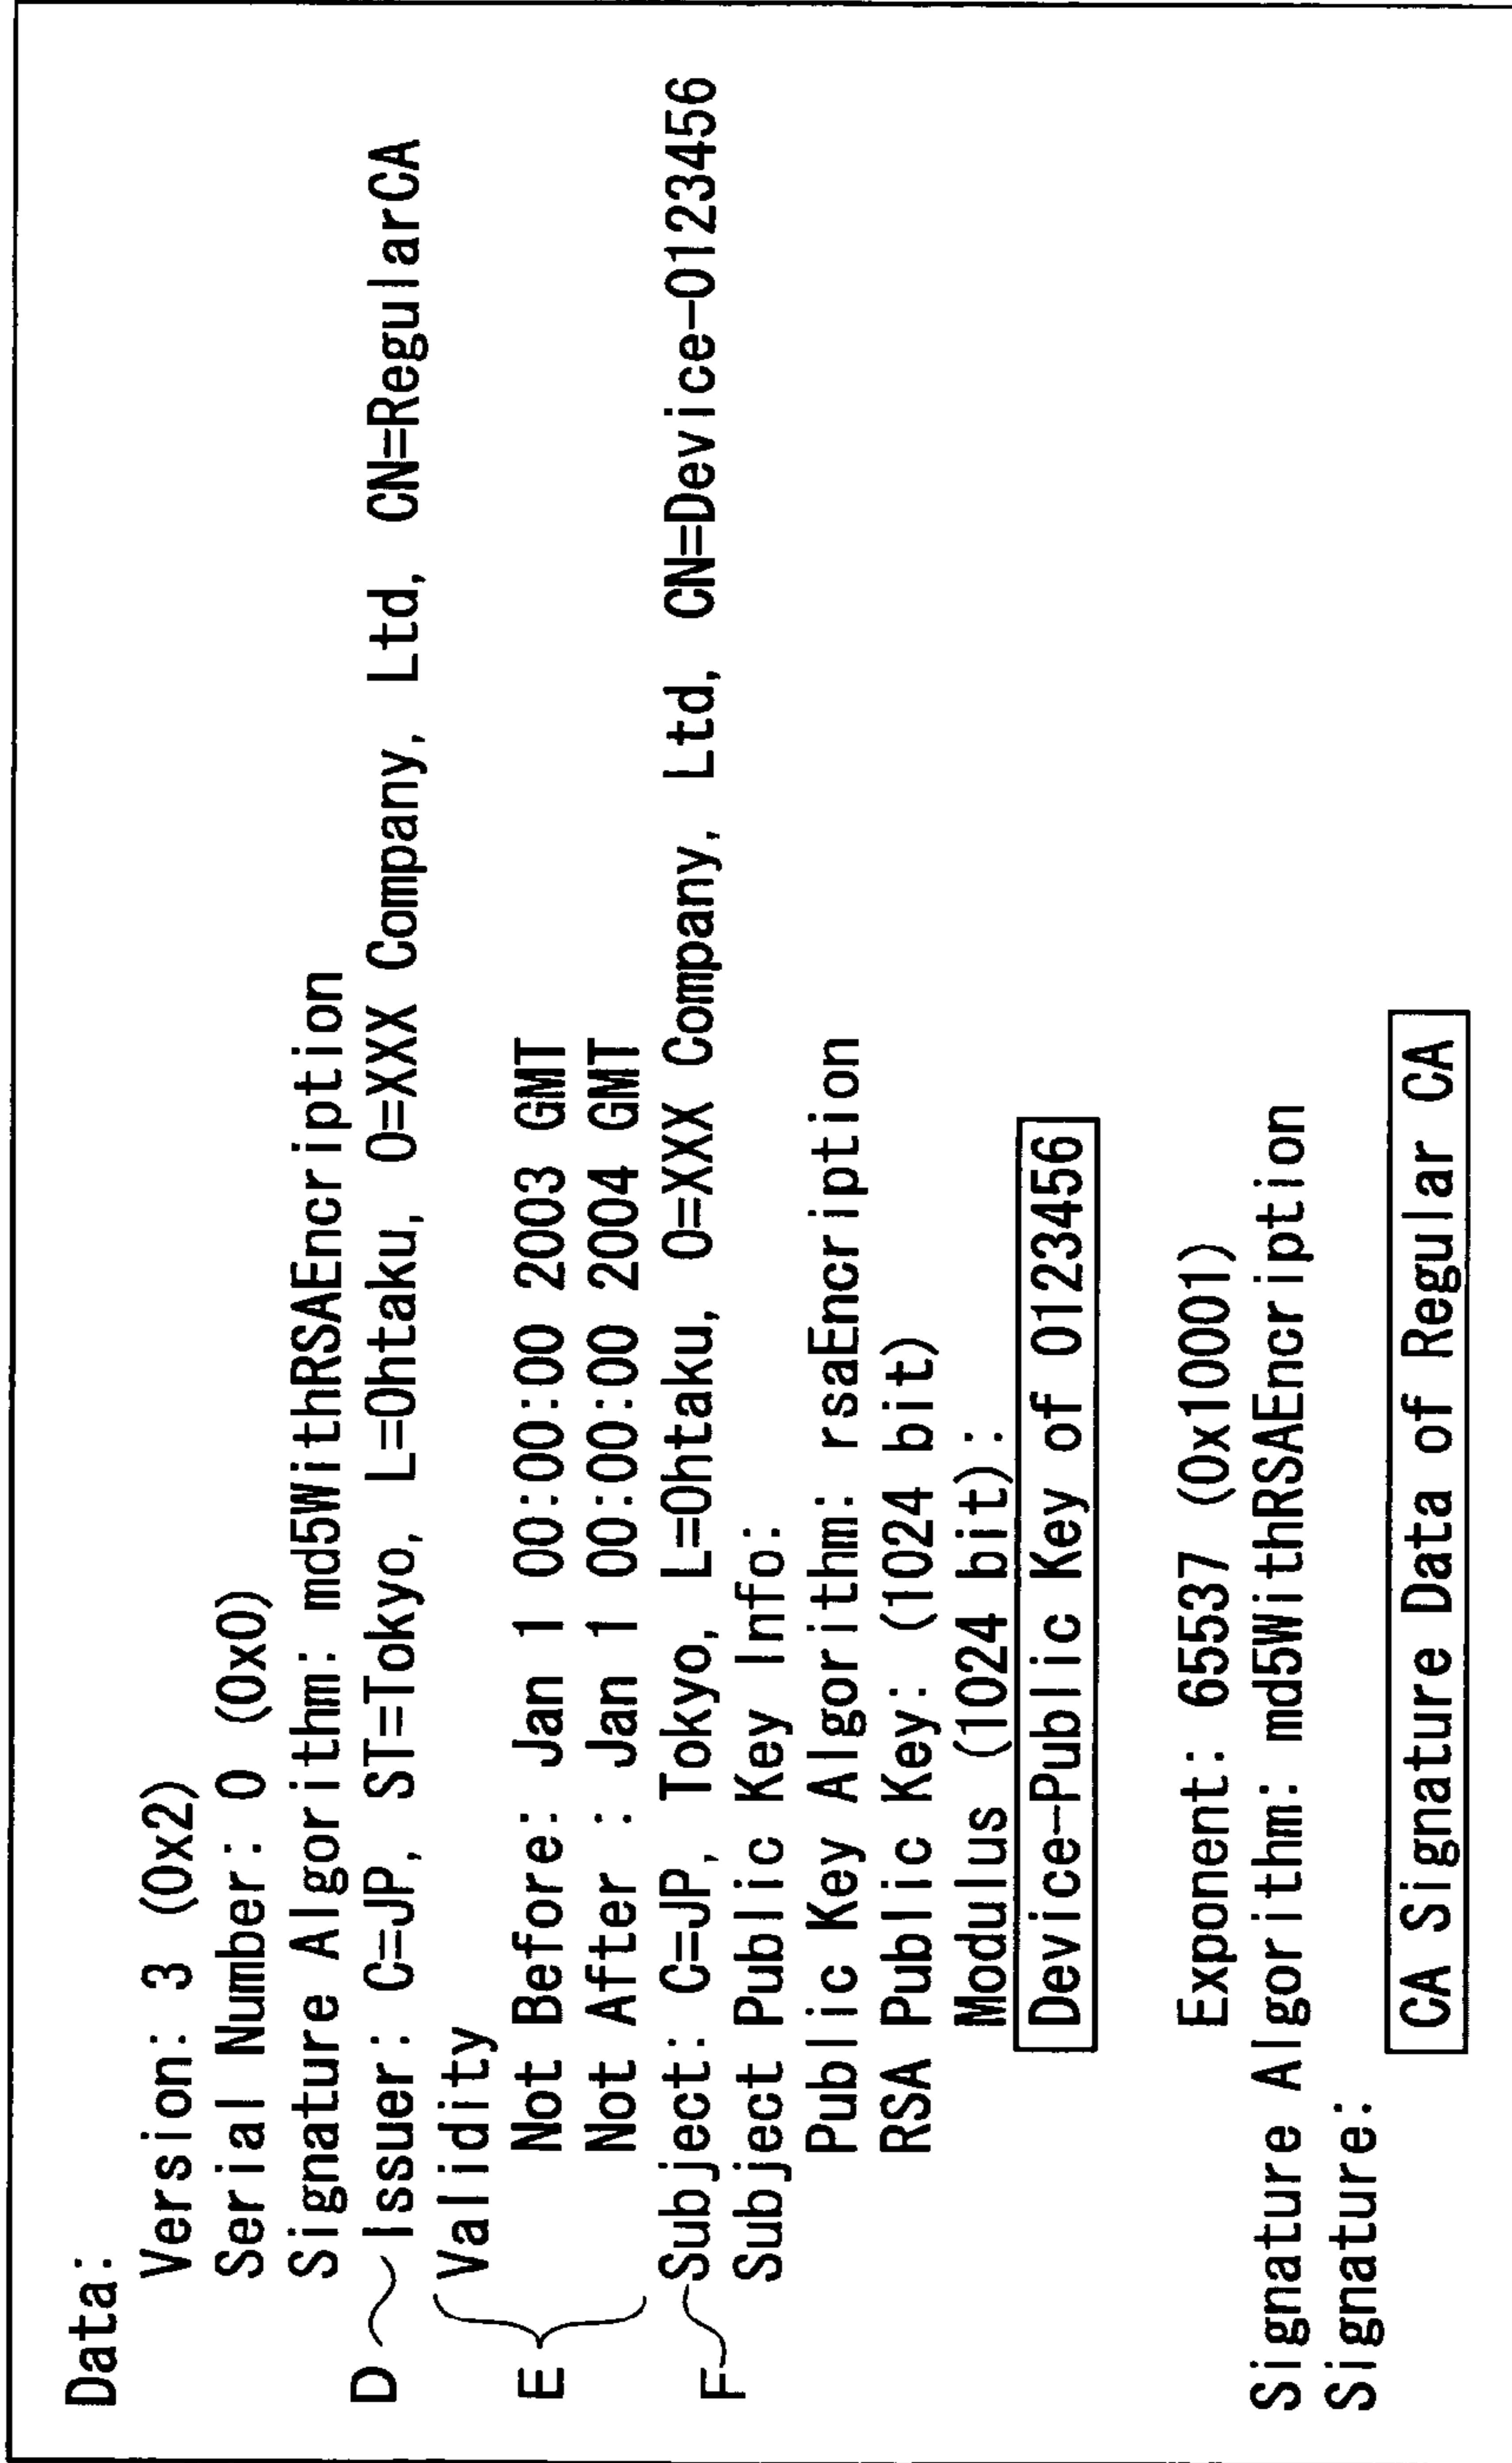 Data:
Version: 3 (0x2)
Serial Number: 0 (0x0)
Signature Algorithm: md5WithRSAEncription
D Issuer: C=JP, ST=Tokyo, L=Ohtaku, O=XXX Company, Ltd, CN=RegularCA
Validity
E Not Before: Jan 1 00:00:00 2003 GMT
Not After : Jan 1 00:00:00 2004 GMT
F Subject: C=JP, Tokyo, L=Ohtaku, O=XXX Company, Ltd, CN=Device-0123456
Subject Public Key Info:
Public Key Algorithm: rsaEncription
RSA Public Key: (1024 bit)
Modulus (1024 bit):
Device-Public Key of 0123456
Exponent: 65537 (0x10001)
Signature Algorithm: md5WithRSAEncription
Signature:
CA Signature Data of Regular CA